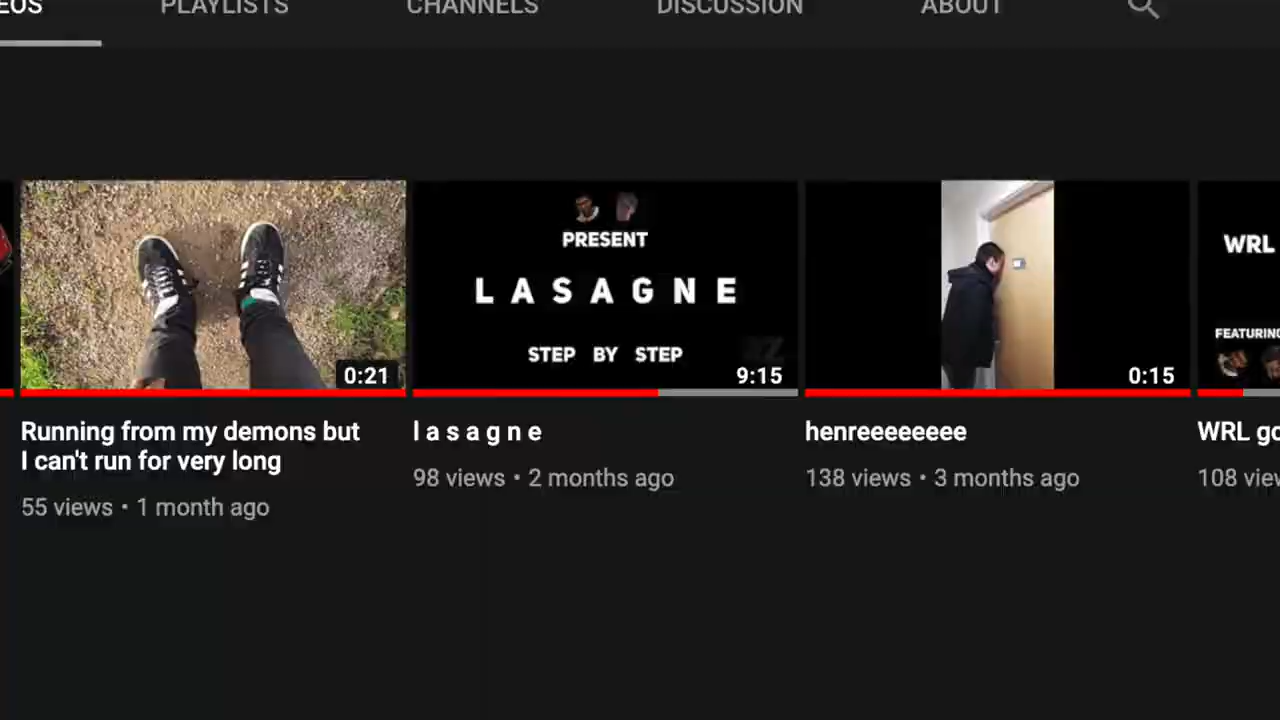 EOS PLAYLISTS CHANNELS DISCUSSION ABOUT
0:21
PRESENT
L A S A G N E
STEP BY STEP
9:15
0:15
WRL
FEATURING
Running from my demons but
I can't run for very long
55 views • 1 month ago
l a s a g n e
98 views • 2 months ago
henreeeeeeee
138 views • 3 months ago
WRL go
108 view